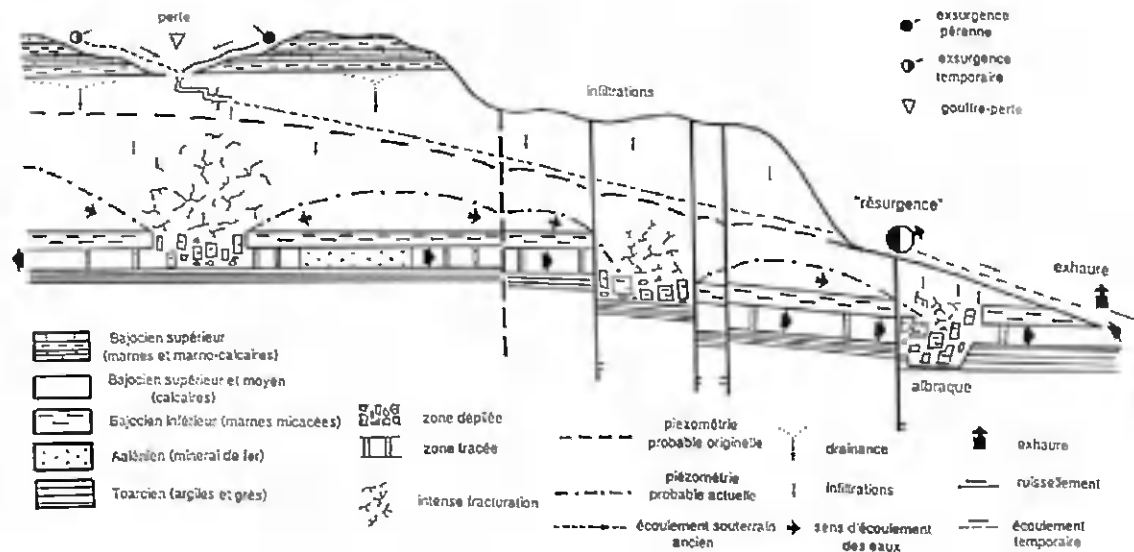 perte
exsurgence
pérenne
exsurgence
temporaire
gouffre-perte
infiltrations
"résurgence"
exhaure
albraque
Bajocien supérieur
(marnes et marno-calcaires)
Bajocien supérieur et moyen
(calcaires)
Bajocien inférieur (marnes micacées)
Aalénien (minerai de fer)
Toarcien (argiles et grès)
zone dépilée
zone tracée
intense fracturation
piezométrie
probable originelle
piézométrie
probable actuelle
écoulement souterrain
ancien
drainance
infiltrations
sens d'écoulement
des eaux
exhaure
ruissellement
écoulement
temporaire